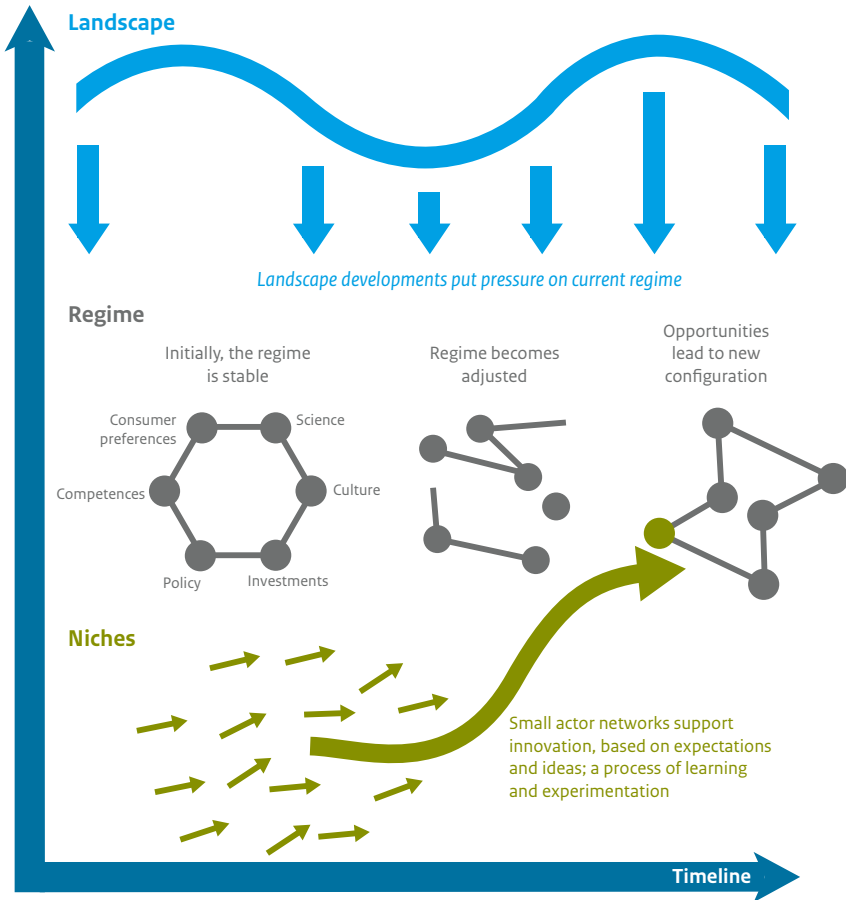 Landscape
Landscape developments put pressure on current regime
Regime
Initially, the regime
is stable
Regime becomes
adjusted
Opportunities
lead to new
configuration
Consumer
preferences
Science
Competences
Culture
Policy
Investments
Niches
Small actor networks support
innovation, based on expectations
and ideas; a process of learning
and experimentation
Timeline